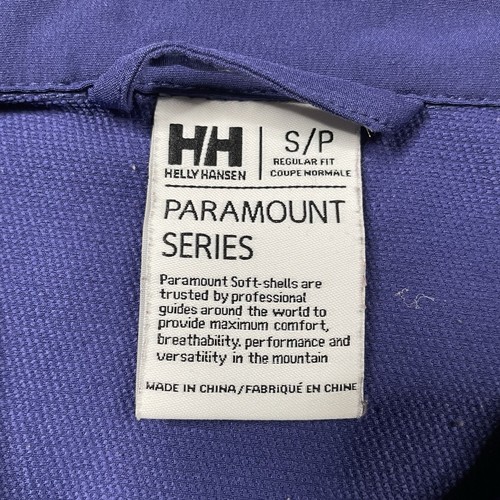 HH
HELLY HANSEN
S/P
REGULAR FIT
COUPE NORMALE
PARAMOUNT
SERIES
Paramount Soft-shells are
trusted by professional
guides around the world to
provide maximum comfort,
breathability, performance and
versatility in the mountain
MADE IN CHINA/FABRIQUÉ EN CHINE